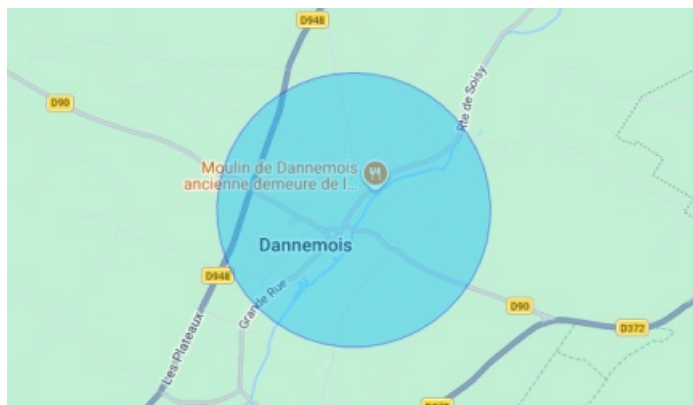 D948
D90
Rte de Soisy
Moulin de Dannemois
ancienne demeure de l...
Dannemois
D948
Grande Rue
D90
D372
Les Plateaux